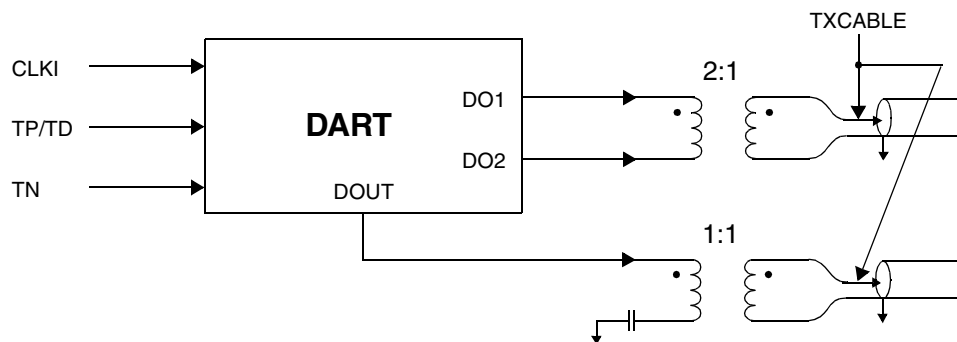 TXCABLE
CLKI
2:1
DO1
TP/TD
DART
DO2
TN
DOUT
1:1